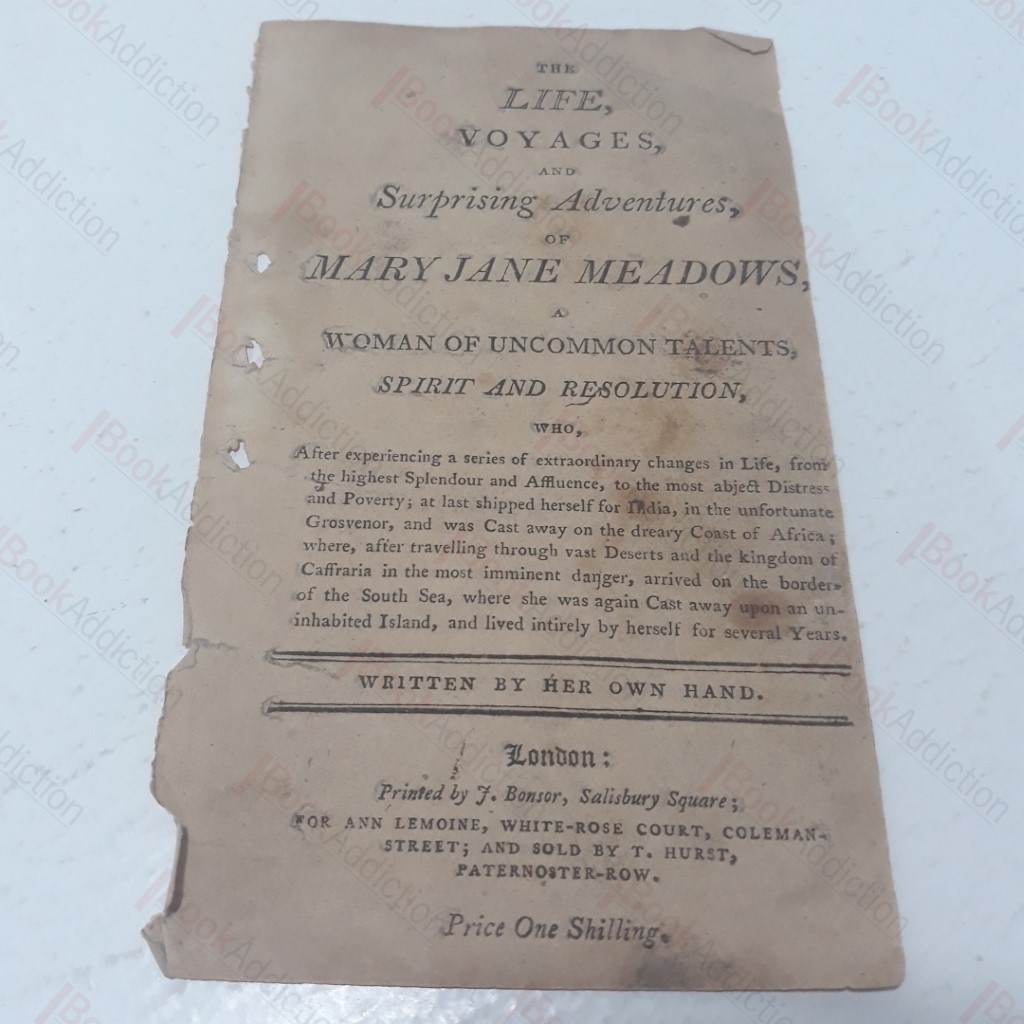 THE
LIFE,
VOYAGES,
AND
Surprising Adventures,
OF
MARY JANE MEADOWS,
A
WOMAN OF UNCOMMON TALENTS,
SPIRIT AND RESOLUTION,
WHO,
After experiencing a series of extraordinary changes in Life, from
the highest Splendour and Affluence, to the most abject Distress
and Poverty; at last shipped herself for India, in the unfortunate
Grosvenor, and was Cast away on the dreary Coast of Africa;
where, after travelling through vast Deserts and the kingdom of
Caffraria in the most imminent danger, arrived on the borders
of the South Sea, where she was again Cast away upon an un-
inhabited Island, and lived intirely by herself for several Years.
WRITTEN BY HER OWN HAND.
London:
Printed by J. Bonsor, Salisbury Square;
FOR ANN LEMOINE, WHITE-ROSE COURT, COLEMAN-
STREET; AND SOLD BY T. HURST,
PATERNOSTER-ROW.
Price One Shilling.
BookAddiction